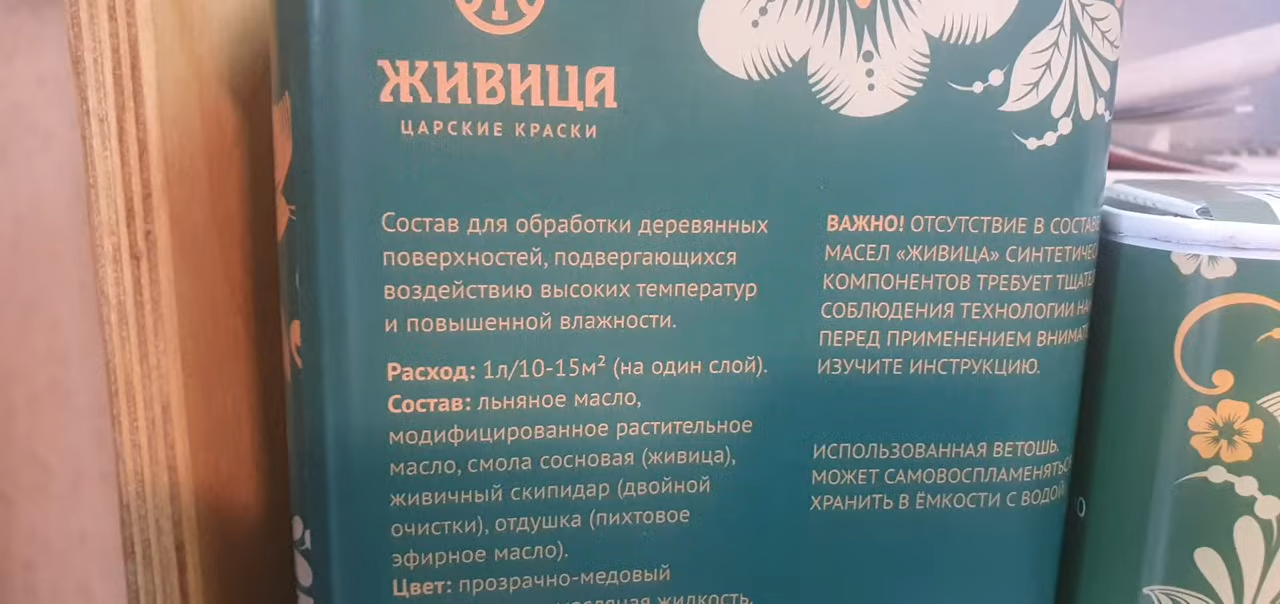 ЖИВИЦА
ЦАРСКИЕ КРАСКИ
Состав для обработки деревянных
поверхностей, подвергающихся
воздействию высоких температур
и повышенной влажности.
Расход: 1л/10-15м² (на один слой).
Состав: льняное масло,
модифицированное растительное
масло, смола сосновая (живица),
живичный скипидар (двойной
очистки), отдушка (пихтовое
эфирное масло).
Цвет: прозрачно-медовый
жидкость.
ВАЖНО! ОТСУТСТВИЕ В
МАСЕЛ «ЖИВИЦА»
КОМПОНЕНТОВ ТРЕБУЕТ
СОБЛЮДЕНИЯ ТЕХНОЛОГИИ
ПЕРЕД ПРИМЕНЕНИЕМ
ИЗУЧИТЕ ИНСТРУКЦИЮ.
ИСПОЛЬЗОВАННАЯ ВЕТОШЬ.
МОЖЕТ
ХРАНИТЬ В ЁМКОСТИ С ВОДОЙ